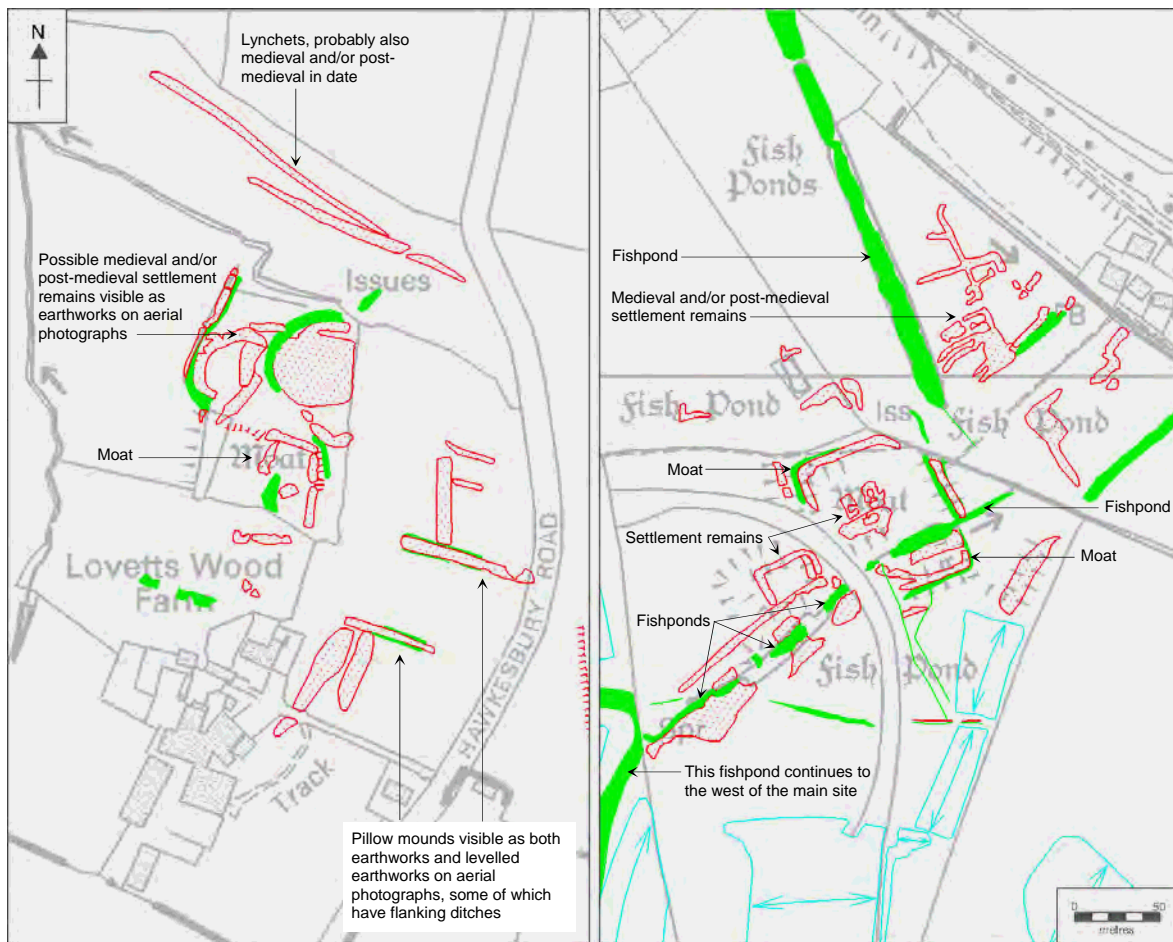 N
Lynchets, probably also
medieval and/or post-
medieval in date
Possible medieval and/or
post-medieval settlement
remains visible as
earthworks on aerial
photographs
Issues
Moat
Moat
Lovetts Wood
Farm
HAWKESBURY ROAD
Track
Pillow mounds visible as both
earthworks and levelled
earthworks on aerial
photographs, some of which
have flanking ditches
Fish
Ponds
Fishpond
Medieval and/or post-medieval
settlement remains
FB
Fish Pond
Iss
Fish Pond
Moat
Moat
Fishpond
Settlement remains
Moat
Fishponds
Fish Pond
Spr
This fishpond continues to
the west of the main site
0 50
metres